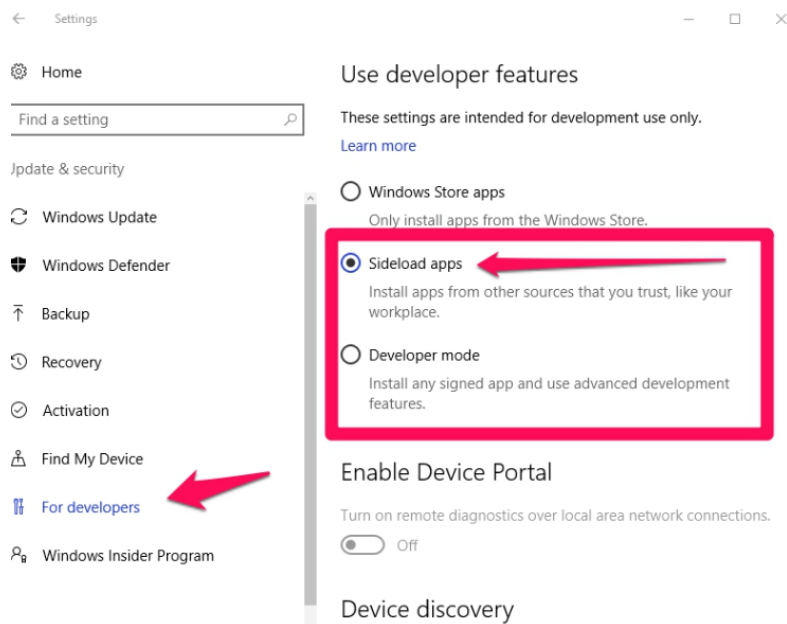 Settings
Home
Find a setting
Update & security
Windows Update
Windows Defender
Backup
Recovery
Activation
Find My Device
For developers
Windows Insider Program
Use developer features
These settings are intended for development use only.
Learn more
Windows Store apps
Only install apps from the Windows Store.
Sideload apps
Install apps from other sources that you trust, like your
workplace.
Developer mode
Install any signed app and use advanced development
features.
Enable Device Portal
Turn on remote diagnostics over local area network connections.
Off
Device discovery